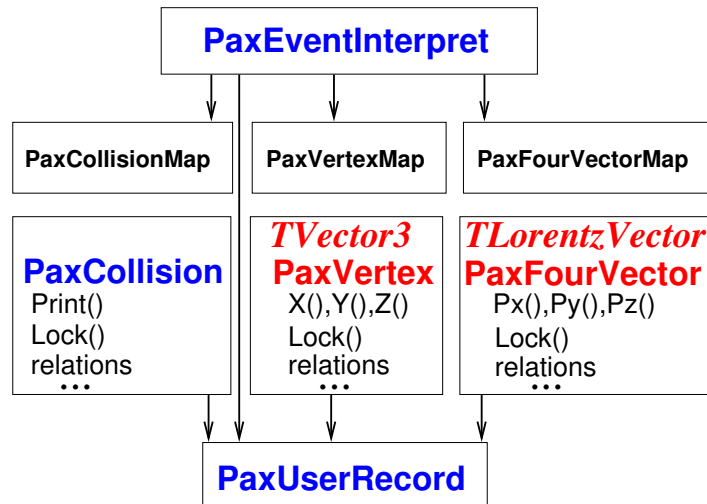 PaxEventInterpret
PaxCollisionMap
PaxVertexMap
PaxFourVectorMap
PaxCollision
Print()
Lock()
relations
...
TVector3
PaxVertex
X(),Y(),Z()
Lock()
relations
...
TLorentzVector
PaxFourVector
Px(),Py(),Pz()
Lock()
relations
...
PaxUserRecord